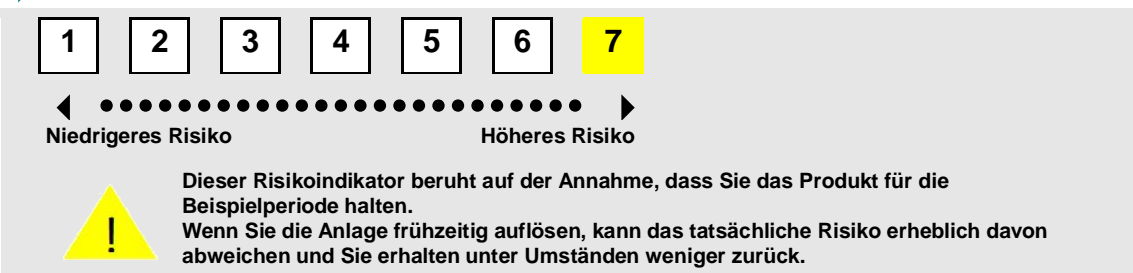 1 2 3 4 5 6 7
Niedrigeres Risiko Höheres Risiko
Dieser Risikoindikator beruht auf der Annahme, dass Sie das Produkt für die
Beispielperiode halten.
! Wenn Sie die Anlage frühzeitig auflösen, kann das tatsächliche Risiko erheblich davon
abweichen und Sie erhalten unter Umständen weniger zurück.